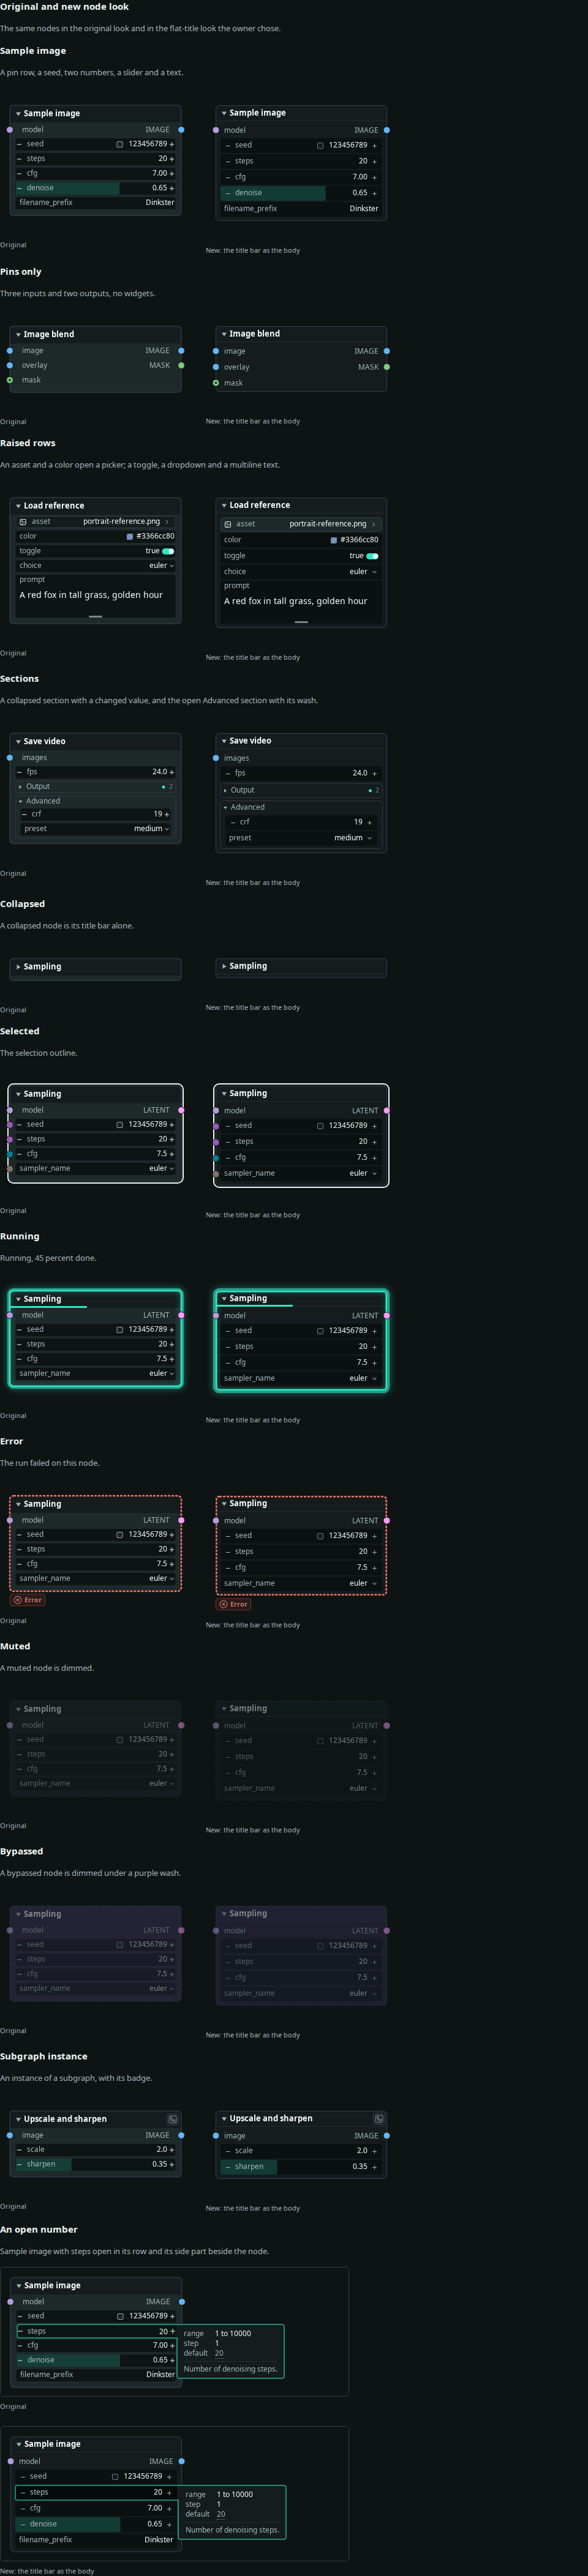 Original and new node look
The same nodes in the original look and in the flat-title look the owner chose.
Sample image
A pin row, a seed, two numbers, a slider and a text.
Sample image
model IMAGE
seed 123456789 +
steps 20 +
cfg 7.00 +
denoise 0.65 +
filename_prefix Dinkster
Original
Sample image
model IMAGE
seed 123456789 +
steps 20 +
cfg 7.00 +
denoise 0.65 +
filename_prefix Dinkster
New: the title bar as the body
Pins only
Three inputs and two outputs, no widgets.
Image blend
image IMAGE
overlay MASK
mask
Original
Image blend
image IMAGE
overlay MASK
mask
New: the title bar as the body
Raised rows
An asset and a color open a picker; a toggle, a dropdown and a multiline text.
Load reference
asset portrait-reference.png
color #3366cc80
toggle true
choice euler
prompt
A red fox in tall grass, golden hour
Original
Load reference
asset portrait-reference.png
color #3366cc80
toggle true
choice euler
prompt
A red fox in tall grass, golden hour
New: the title bar as the body
Sections
A collapsed section with a changed value, and the open Advanced section with its wash.
Save video
images
fps 24.0 +
Output 2
Advanced
crf 19 +
preset medium
Original
Save video
images
fps 24.0 +
Output 2
Advanced
crf 19 +
preset medium
New: the title bar as the body
Collapsed
A collapsed node is its title bar alone.
Sampling
Original
Sampling
New: the title bar as the body
Selected
The selection outline.
Sampling
model LATENT
seed 123456789 +
steps 20 +
cfg 7.5 +
sampler_name euler
Original
Sampling
model LATENT
seed 123456789 +
steps 20 +
cfg 7.5 +
sampler_name euler
New: the title bar as the body
Running
Running, 45 percent done.
Sampling
model LATENT
seed 123456789 +
steps 20 +
cfg 7.5 +
sampler_name euler
Original
Sampling
model LATENT
seed 123456789 +
steps 20 +
cfg 7.5 +
sampler_name euler
New: the title bar as the body
Error
The run failed on this node.
Sampling
model LATENT
seed 123456789 +
steps 20 +
cfg 7.5 +
sampler_name euler
Error
Original
Sampling
model LATENT
seed 123456789 +
steps 20 +
cfg 7.5 +
sampler_name euler
Error
New: the title bar as the body
Muted
A muted node is dimmed.
Sampling
model LATENT
seed 123456789 +
steps 20 +
cfg 7.5 +
sampler_name euler
Original
Sampling
model LATENT
seed 123456789 +
steps 20 +
cfg 7.5 +
sampler_name euler
New: the title bar as the body
Bypassed
A bypassed node is dimmed under a purple wash.
Sampling
model LATENT
seed 123456789 +
steps 20 +
cfg 7.5 +
sampler_name euler
Original
Sampling
model LATENT
seed 123456789 +
steps 20 +
cfg 7.5 +
sampler_name euler
New: the title bar as the body
Subgraph instance
An instance of a subgraph, with its badge.
Upscale and sharpen
image IMAGE
scale 2.0 +
sharpen 0.35 +
Original
Upscale and sharpen
image IMAGE
scale 2.0 +
sharpen 0.35 +
New: the title bar as the body
An open number
Sample image with steps open in its row and its side part beside the node.
Sample image
model IMAGE
seed 123456789 +
steps 20 +
cfg 7.00 +
denoise 0.65 +
filename_prefix Dinkster
range 1 to 10000
step 1
default 20
Number of denoising steps.
Original
Sample image
model IMAGE
seed 123456789 +
steps 20 +
cfg 7.00 +
denoise 0.65 +
filename_prefix Dinkster
range 1 to 10000
step 1
default 20
Number of denoising steps.
New: the title bar as the body